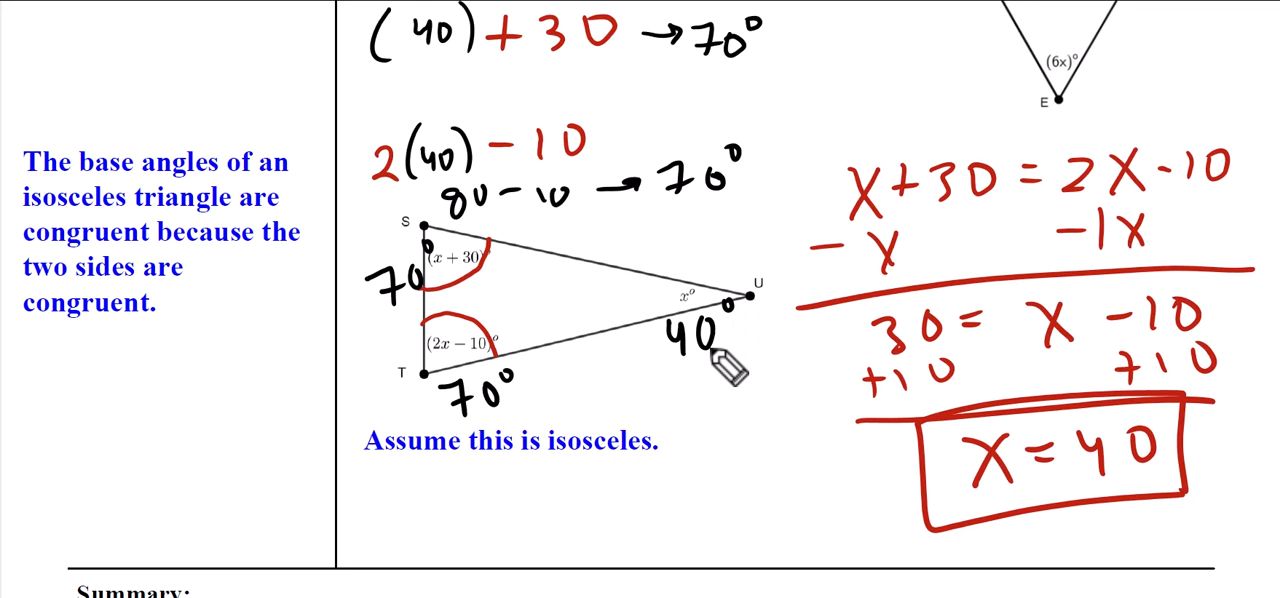 (40) + 30 → 70°
(6x)°
E
The base angles of an
isosceles triangle are
congruent because the
two sides are
congruent.
2(40) - 10
80 - 10 → 70°
S
(x + 30)
70°
x°
U
40°
(2x − 10)°
T
70°
Assume this is isosceles.
x + 30 = 2x - 10
- x - 1x
30 = x - 10
+10 +10
x = 40
Summary: